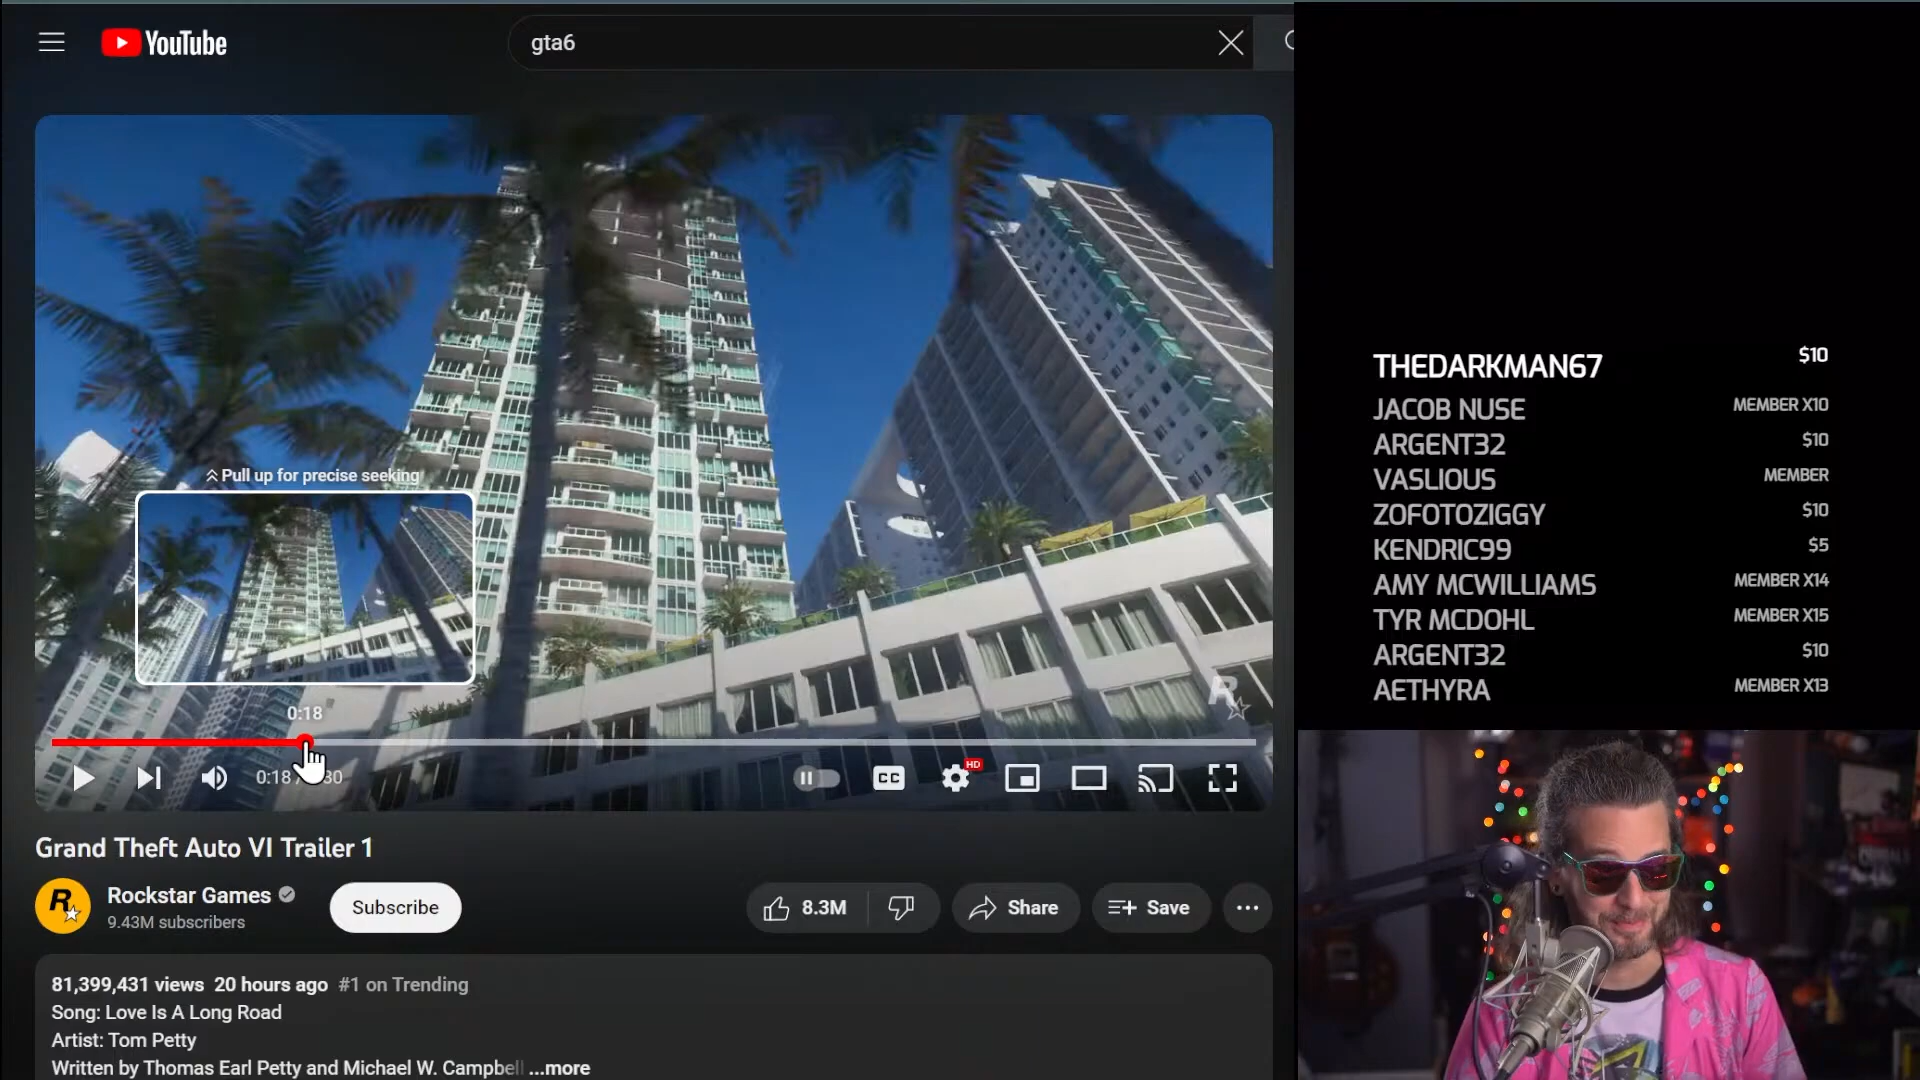 YouTube
gta6
Pull up for precise seeking
0:18
0:18 / 30
CC
HD
Grand Theft Auto VI Trailer 1
Rockstar Games
9.43M subscribers
Subscribe
8.3M
Share
Save
81,399,431 views 20 hours ago #1 on Trending
Song: Love Is A Long Road
Artist: Tom Petty
Written by Thomas Earl Petty and Michael W. Campbell ...more
THEDARKMAN67 $10
JACOB NUSE MEMBER X10
ARGENT32 $10
VASLIOUS MEMBER
ZOFOTOZIGGY $10
KENDRIC99 $5
AMY MCWILLIAMS MEMBER X14
TYR MCDOHL MEMBER X15
ARGENT32 $10
AETHYRA MEMBER X13